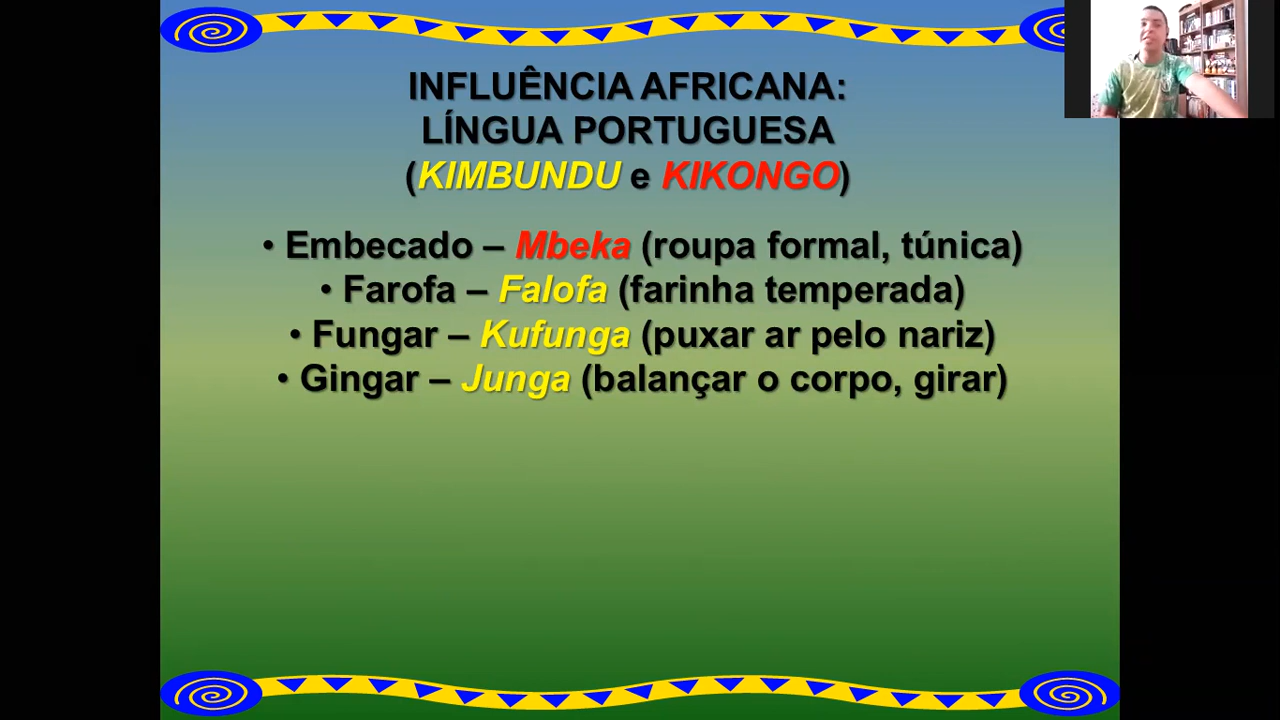 INFLUÊNCIA AFRICANA:
LÍNGUA PORTUGUESA
(KIMBUNDU e KIKONGO)
• Embecado – Mbeka (roupa formal, túnica)
• Farofa – Falofa (farinha temperada)
• Fungar – Kufunga (puxar ar pelo nariz)
• Gingar – Junga (balançar o corpo, girar)